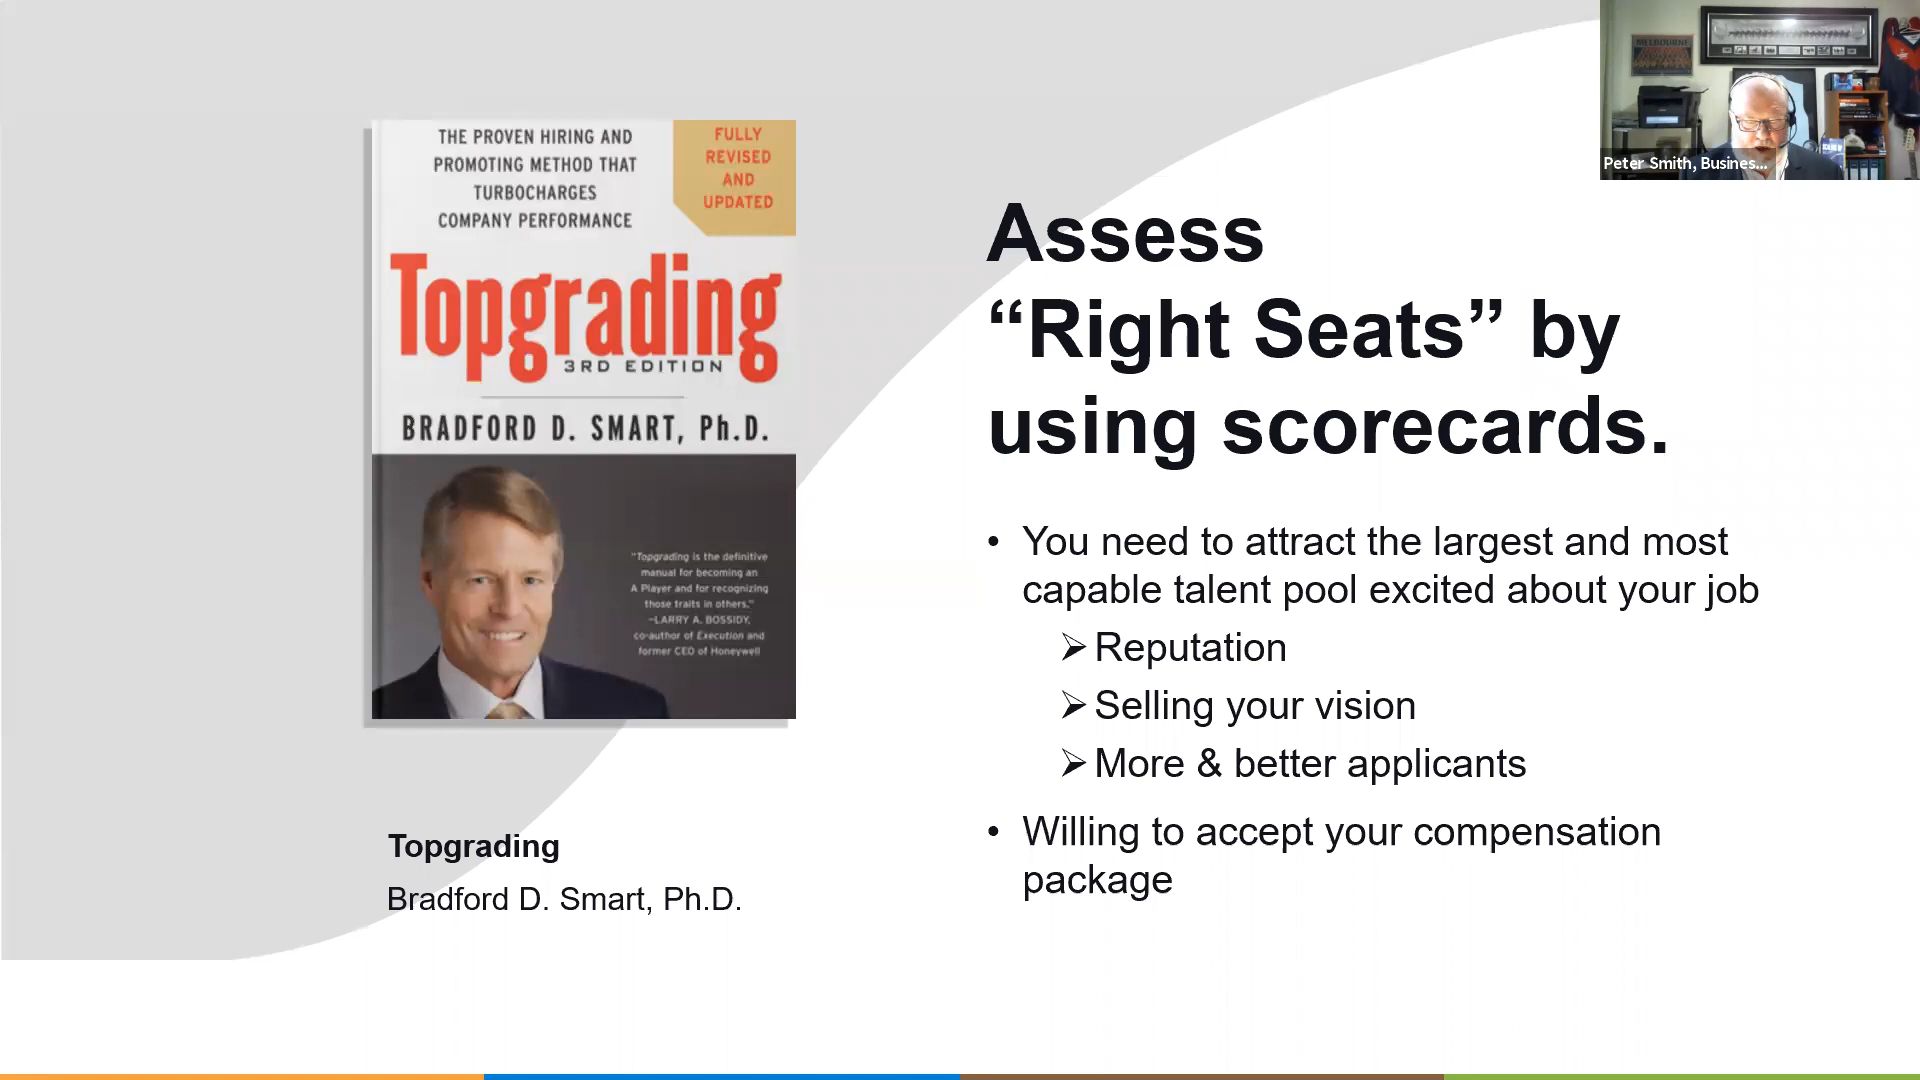 THE PROVEN HIRING AND
PROMOTING METHOD THAT
TURBOCHARGES
COMPANY PERFORMANCE
FULLY
REVISED
AND
UPDATED
Topgrading
3RD EDITION
BRADFORD D. SMART, Ph.D.
"Topgrading is the definitive
manual for becoming an
A Player and for recognizing
those traits in others."
–LARRY A. BOSSIDY,
co-author of Execution and
former CEO of Honeywell
Topgrading
Bradford D. Smart, Ph.D.
MELBOURNE
Peter Smith, Busines...
Assess
“Right Seats” by
using scorecards.
• You need to attract the largest and most
capable talent pool excited about your job
➢ Reputation
➢ Selling your vision
➢ More & better applicants
• Willing to accept your compensation
package